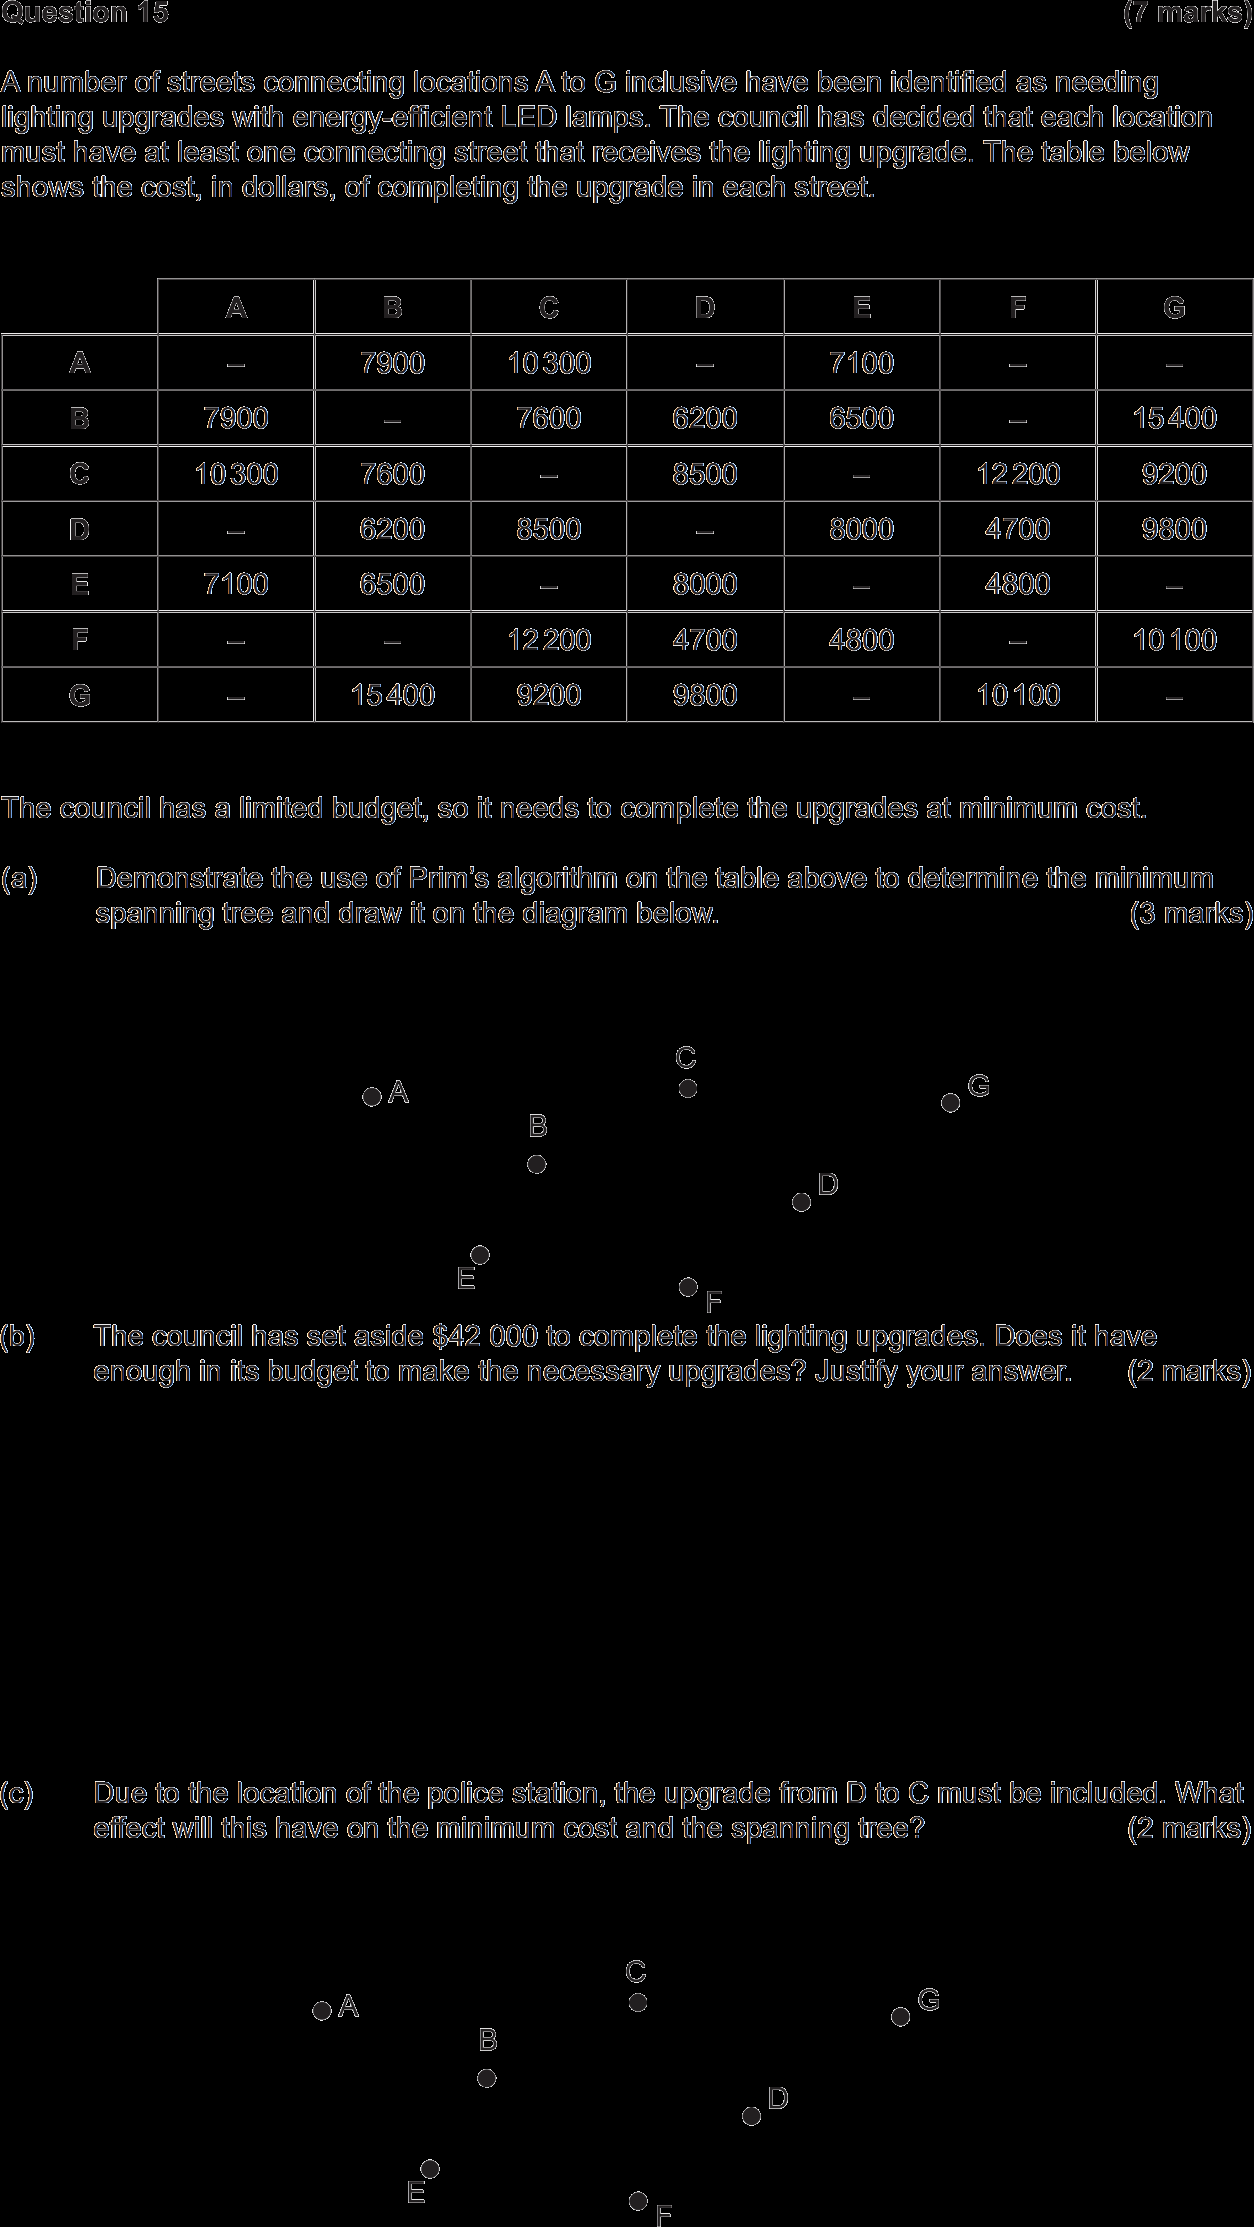 Question 15 (7 marks)
A number of streets connecting locations A to G inclusive have been identified as needing
lighting upgrades with energy-efficient LED lamps. The council has decided that each location
must have at least one connecting street that receives the lighting upgrade. The table below
shows the cost, in dollars, of completing the upgrade in each street.
A B C D E F G
A – 7900 10 300 – 7100 – –
B 7900 – 7600 6200 6500 – 15 400
C 10 300 7600 – 8500 – 12 200 9200
D – 6200 8500 – 8000 4700 9800
E 7100 6500 – 8000 – 4800 –
F – – 12 200 4700 4800 – 10 100
G – 15 400 9200 9800 – 10 100 –
The council has a limited budget, so it needs to complete the upgrades at minimum cost.
(a) Demonstrate the use of Prim's algorithm on the table above to determine the minimum
spanning tree and draw it on the diagram below. (3 marks)
C
A
G
B
D
E
F
(b) The council has set aside $42 000 to complete the lighting upgrades. Does it have
enough in its budget to make the necessary upgrades? Justify your answer. (2 marks)
(c) Due to the location of the police station, the upgrade from D to C must be included. What
effect will this have on the minimum cost and the spanning tree? (2 marks)
C
A
G
B
D
E
F